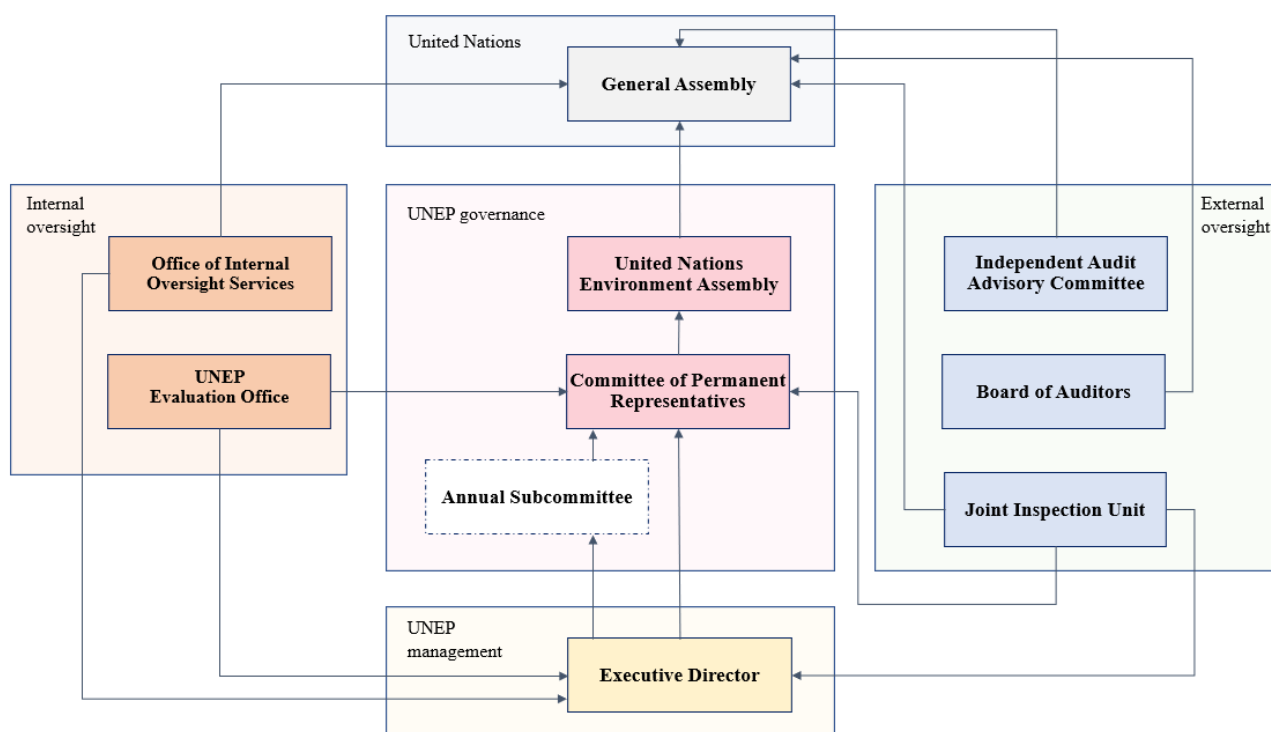 United Nations
General Assembly
Internal
oversight
Office of Internal
Oversight Services
UNEP
Evaluation Office
UNEP governance
United Nations
Environment Assembly
Committee of Permanent
Representatives
Annual Subcommittee
External
oversight
Independent Audit
Advisory Committee
Board of Auditors
Joint Inspection Unit
UNEP
management
Executive Director